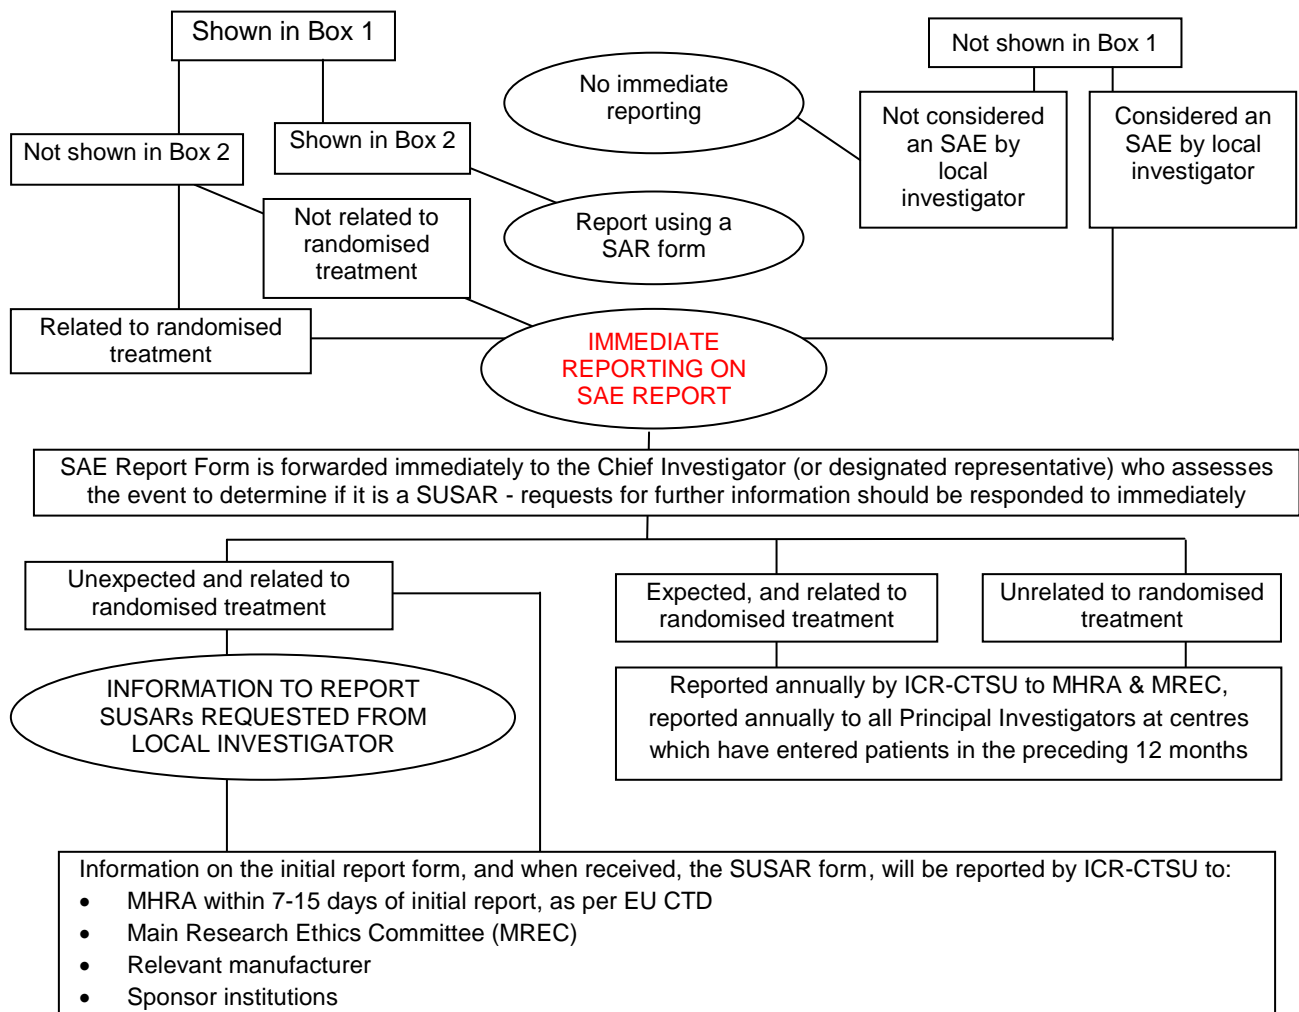 Shown in Box 1
Not shown in Box 1
No immediate
reporting
Not considered
an SAE by
local
investigator
Considered an
SAE by local
investigator
Not shown in Box 2
Shown in Box 2
Not related to
randomised
treatment
Report using a
SAR form
Related to randomised
treatment
IMMEDIATE
REPORTING ON
SAE REPORT
SAE Report Form is forwarded immediately to the Chief Investigator (or designated representative) who assesses
the event to determine if it is a SUSAR - requests for further information should be responded to immediately
Unexpected and related to
randomised treatment
Expected, and related to
randomised treatment
Unrelated to randomised
treatment
INFORMATION TO REPORT
SUSARs REQUESTED FROM
LOCAL INVESTIGATOR
Reported annually by ICR-CTSU to MHRA & MREC,
reported annually to all Principal Investigators at centres
which have entered patients in the preceding 12 months
Information on the initial report form, and when received, the SUSAR form, will be reported by ICR-CTSU to:
• MHRA within 7-15 days of initial report, as per EU CTD
• Main Research Ethics Committee (MREC)
• Relevant manufacturer
• Sponsor institutions